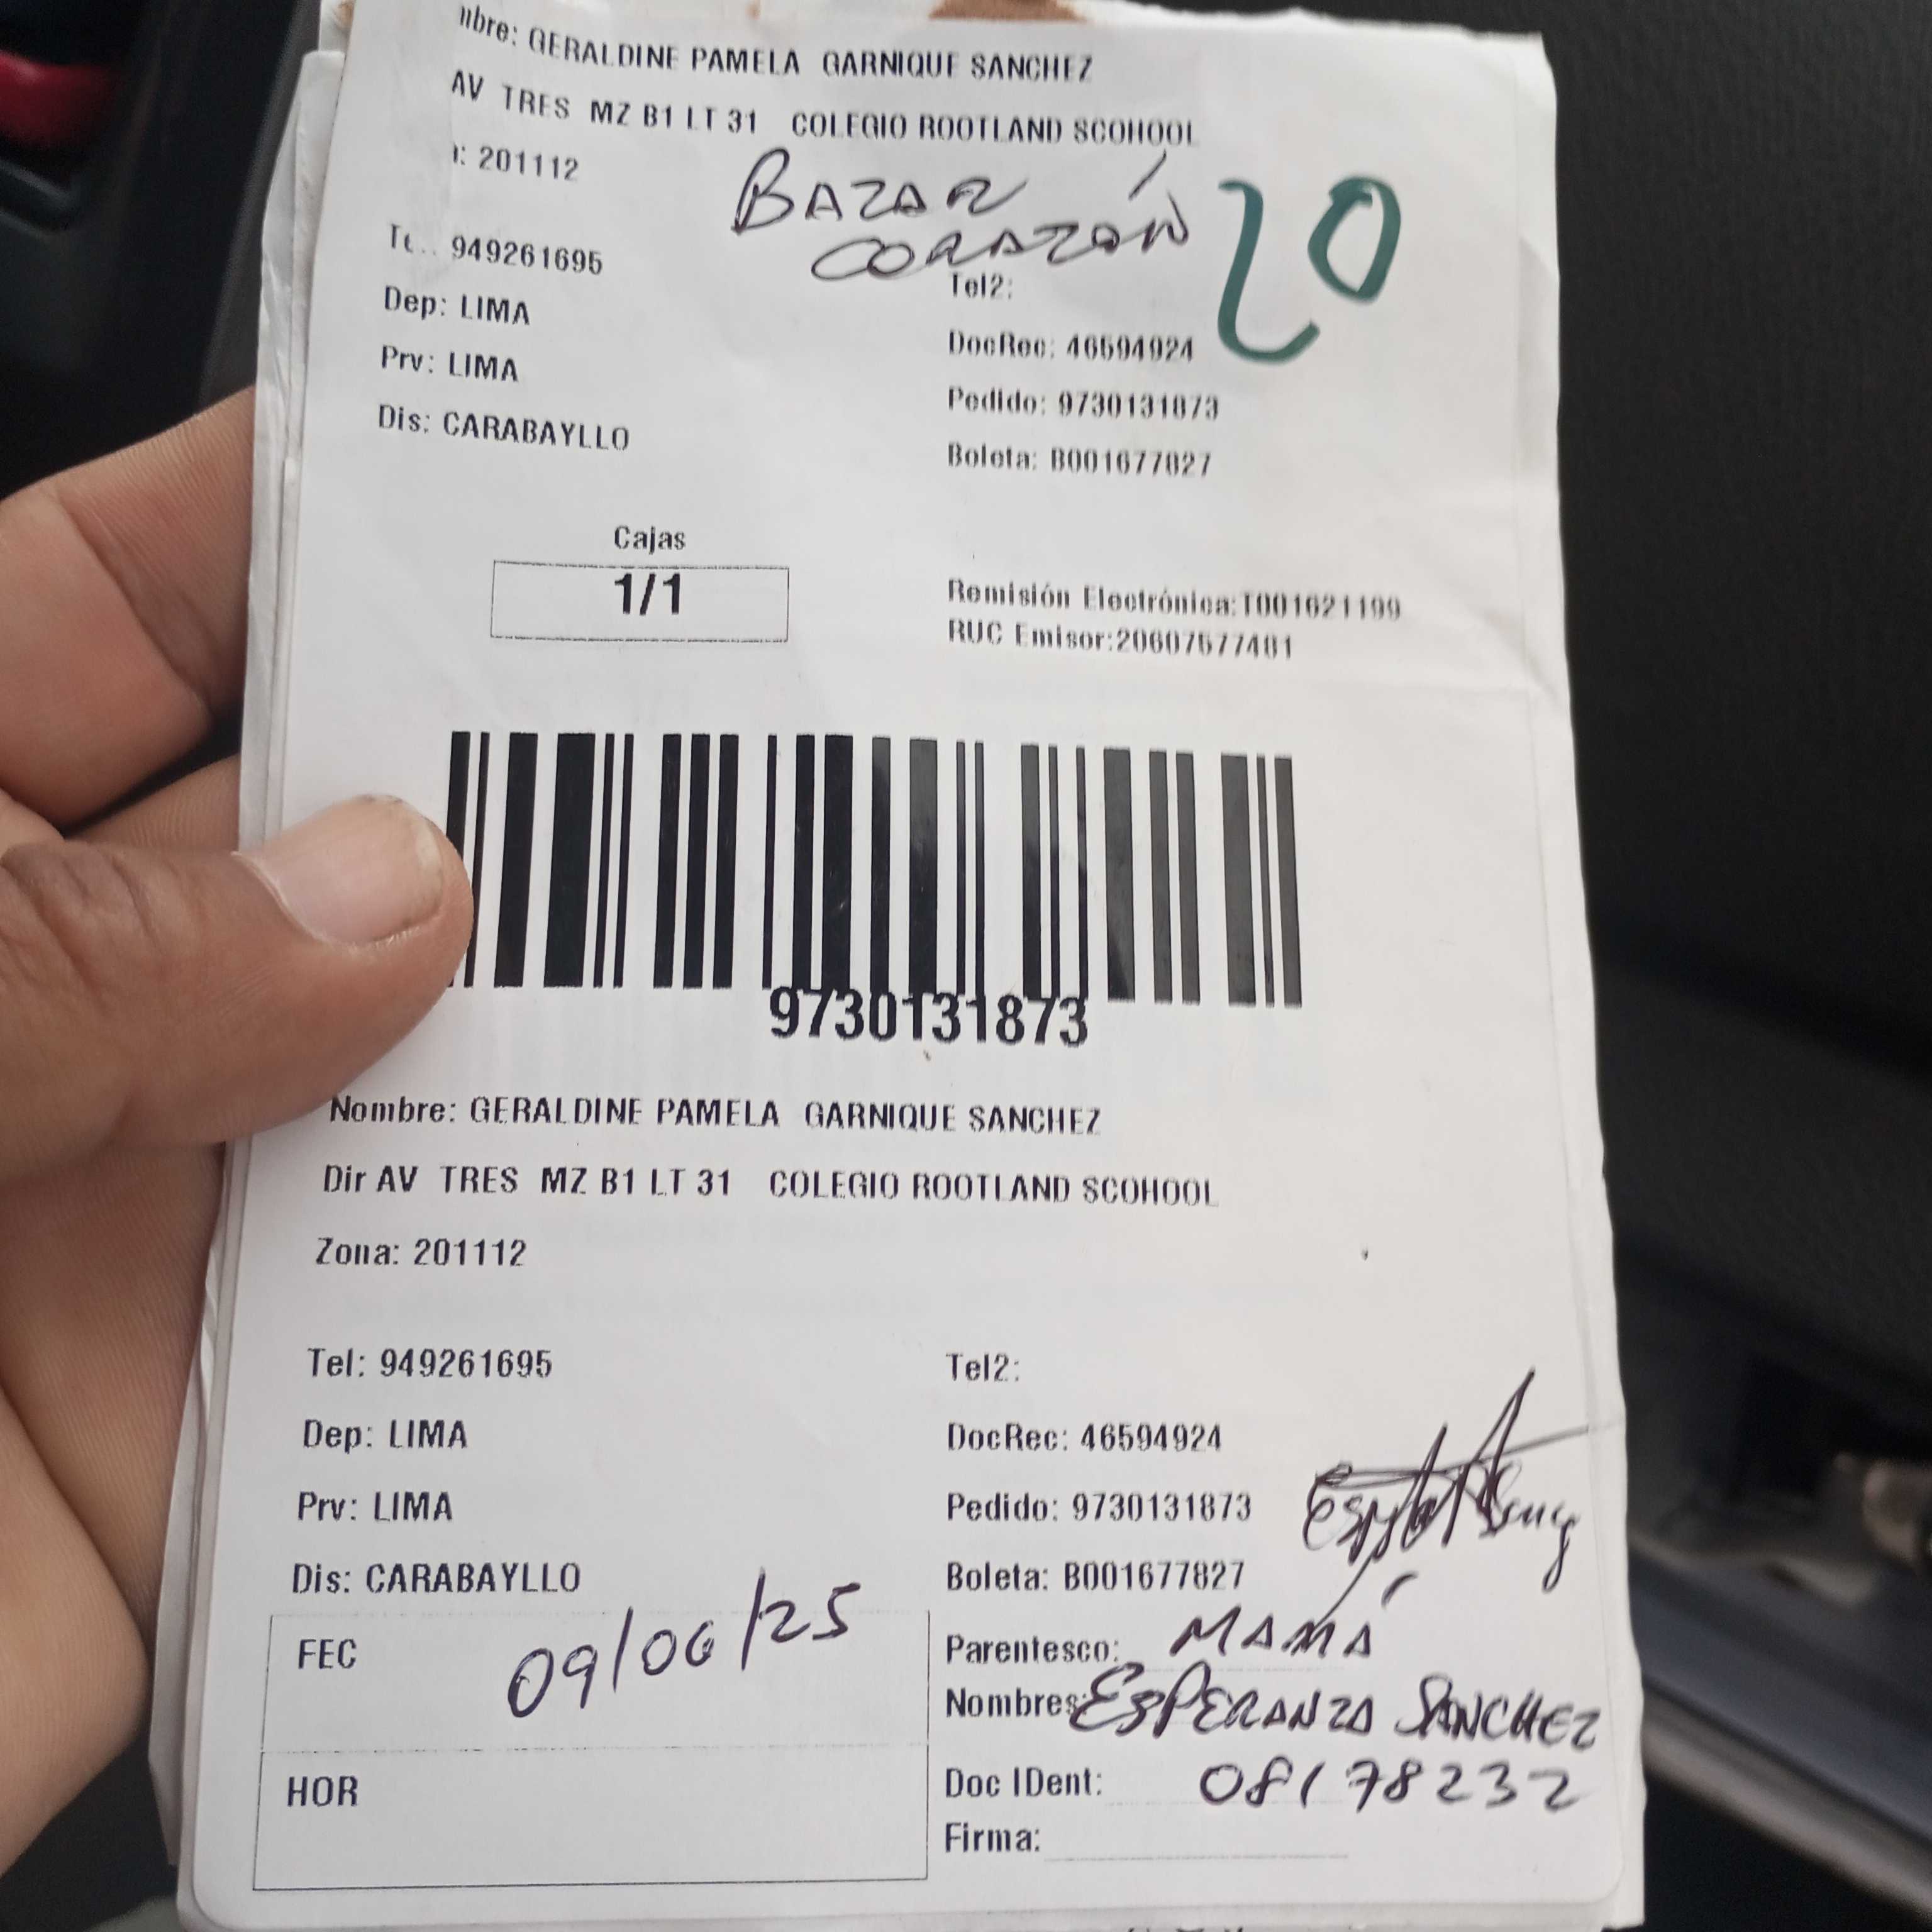 nbre: GERALDINE PAMELA GARNIQUE SANCHEZ
AV TRES MZ B1 LT 31 COLEGIO ROOTLAND SCOHOOL
: 201112
BAZAR
CORAZÓN
20
949261695
Tel2:
Dep: LIMA
DocRec: 46594924
Prv: LIMA
Pedido: 9730131873
Dis: CARABAYLLO
Boleta: B001677827
Cajas
1/1
Remisión Electrónica:T001621199
RUC Emisor:20607577481
9730131873
Nombre: GERALDINE PAMELA GARNIQUE SANCHEZ
Dir AV TRES MZ B1 LT 31 COLEGIO ROOTLAND SCOHOOL
Zona: 201112
Tel: 949261695
Tel2:
Dep: LIMA
DocRec: 46594924
Prv: LIMA
Pedido: 9730131873
Dis: CARABAYLLO
Boleta: B001677827
FEC 09/06/25
Parentesco: MAMÁ
Nombres: ESPERANZA SANCHEZ
HOR
Doc IDent: 08178232
Firma: